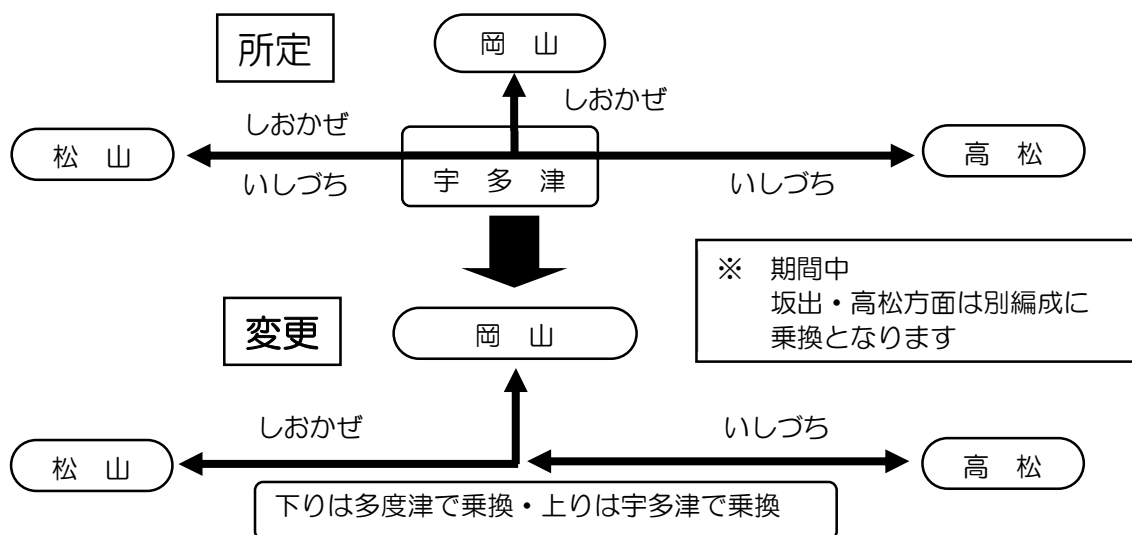 所定
岡 山
しおかぜ
しおかぜ
松 山
高 松
いしづち
宇 多 津
いしづち
※ 期間中
坂出・高松方面は別編成に
乗換となります
変更
岡 山
しおかぜ
いしづち
松 山
高 松
下りは多度津で乗換・上りは宇多津で乗換